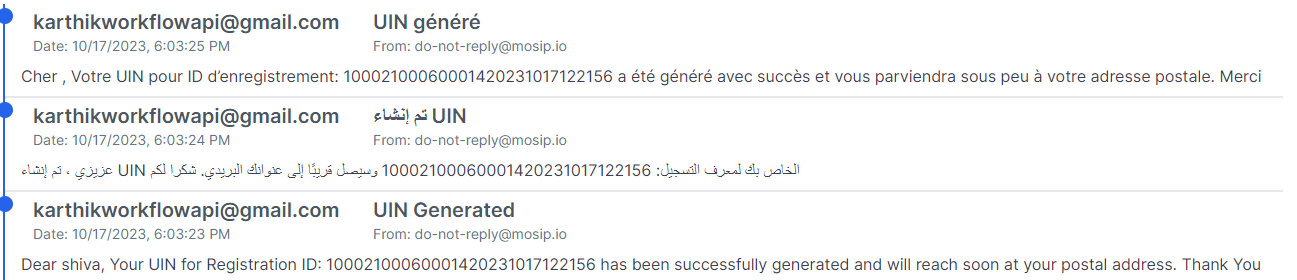 karthikworkflowapi@gmail.com UIN généré
Date: 10/17/2023, 6:03:25 PM From: do-not-reply@mosip.io
Cher , Votre UIN pour ID d’enregistrement: 10002100060001420231017122156 a été généré avec succès et vous parviendra sous peu à votre adresse postale. Merci
karthikworkflowapi@gmail.com تم إنشاء UIN
Date: 10/17/2023, 6:03:24 PM From: do-not-reply@mosip.io
عزيزي ، تم إنشاء UIN الخاص بك لمعرف التسجيل: 10002100060001420231017122156 وسيصل قريبًا إلى عنوانك البريدي. شكرا لكم
karthikworkflowapi@gmail.com UIN Generated
Date: 10/17/2023, 6:03:23 PM From: do-not-reply@mosip.io
Dear shiva, Your UIN for Registration ID: 10002100060001420231017122156 has been successfully generated and will reach soon at your postal address. Thank You